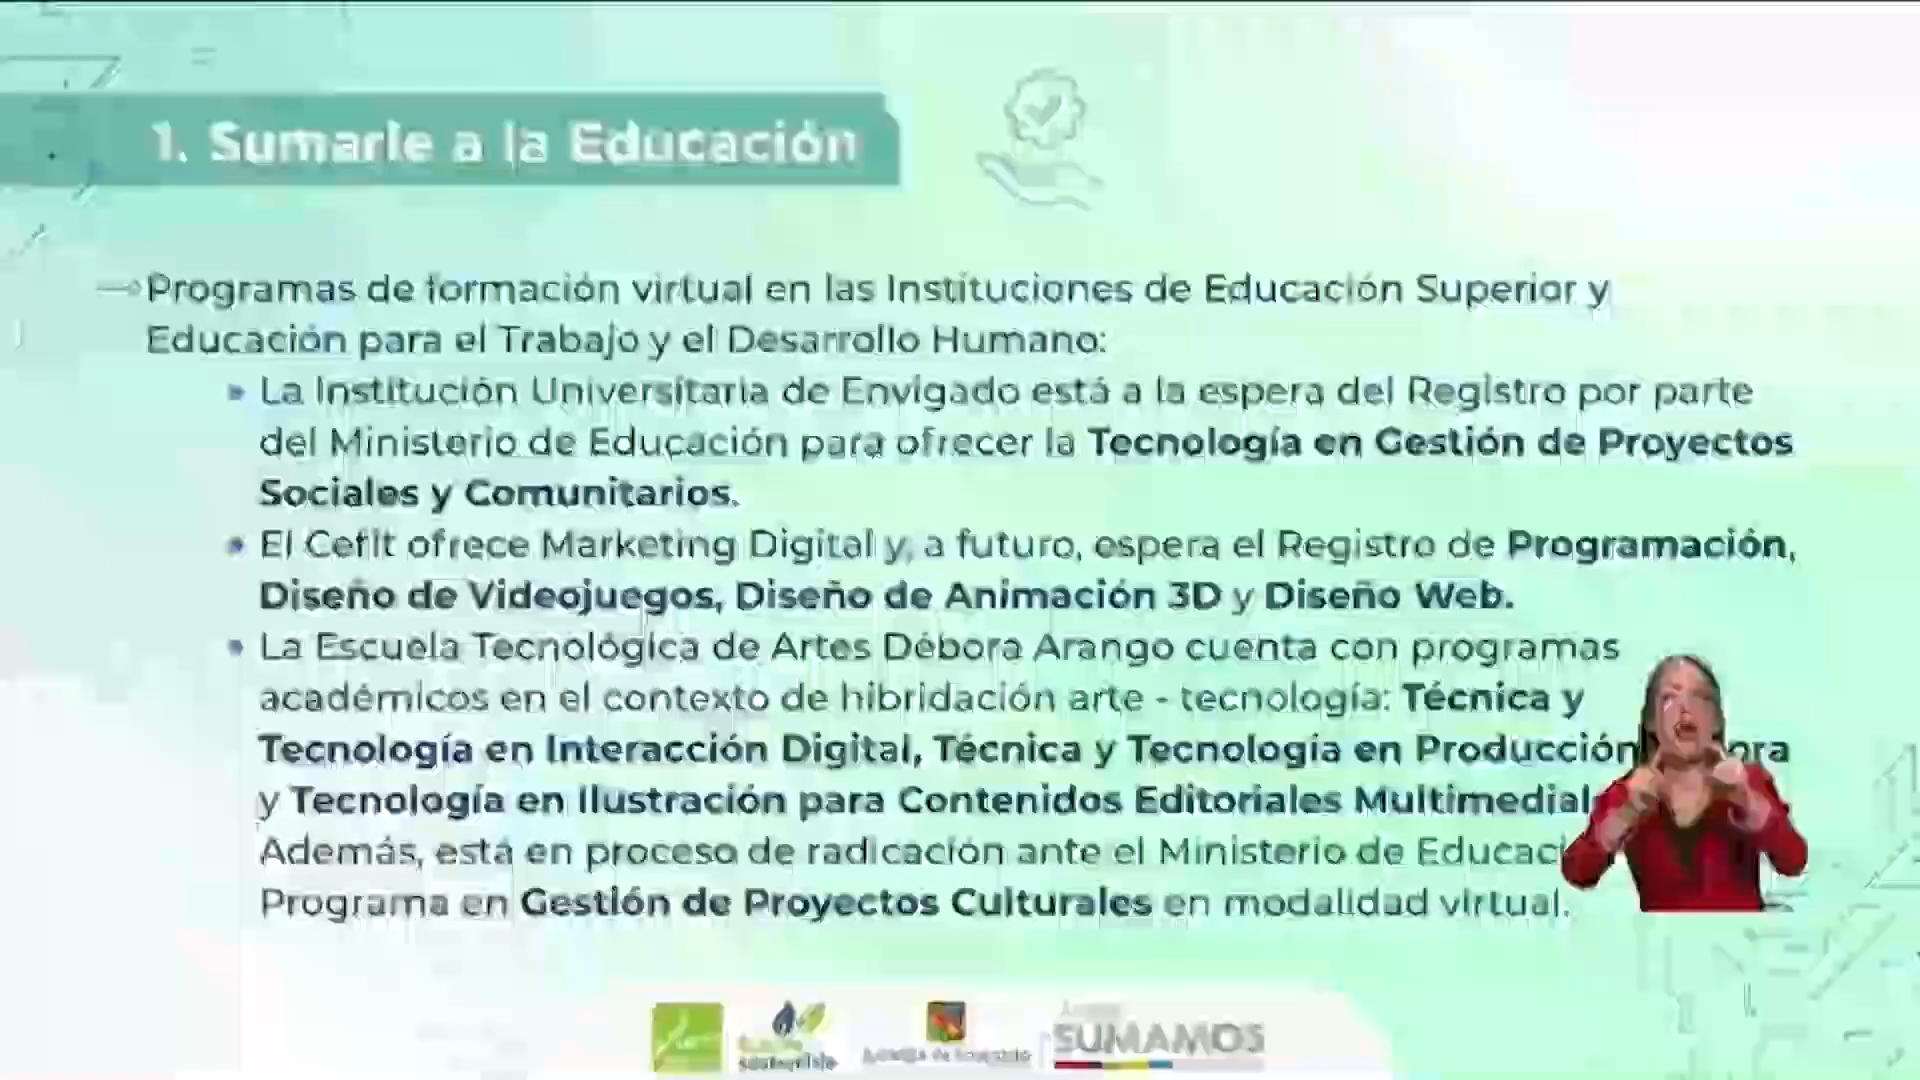 1. Sumarle a la Educación
Programas de formación virtual en las Instituciones de Educación Superior y
Educación para el Trabajo y el Desarrollo Humano:
La Institución Universitaria de Envigado está a la espera del Registro por parte
del Ministerio de Educación para ofrecer la Tecnología en Gestión de Proyectos
Sociales y Comunitarios.
El Cefit ofrece Marketing Digital y, a futuro, espera el Registro de Programación,
Diseño de Videojuegos, Diseño de Animación 3D y Diseño Web.
La Escuela Tecnológica de Artes Débora Arango cuenta con programas
académicos en el contexto de hibridación arte - tecnología: Técnica y
Tecnología en Interacción Digital, Técnica y Tecnología en Producción
y Tecnología en Ilustración para Contenidos Editoriales
Además, está en proceso de radicación ante el Ministerio de
Programa en Gestión de Proyectos Culturales en modalidad virtual.
sostenible
Alcaldía de Envigado
Juntos
SUMAMOS